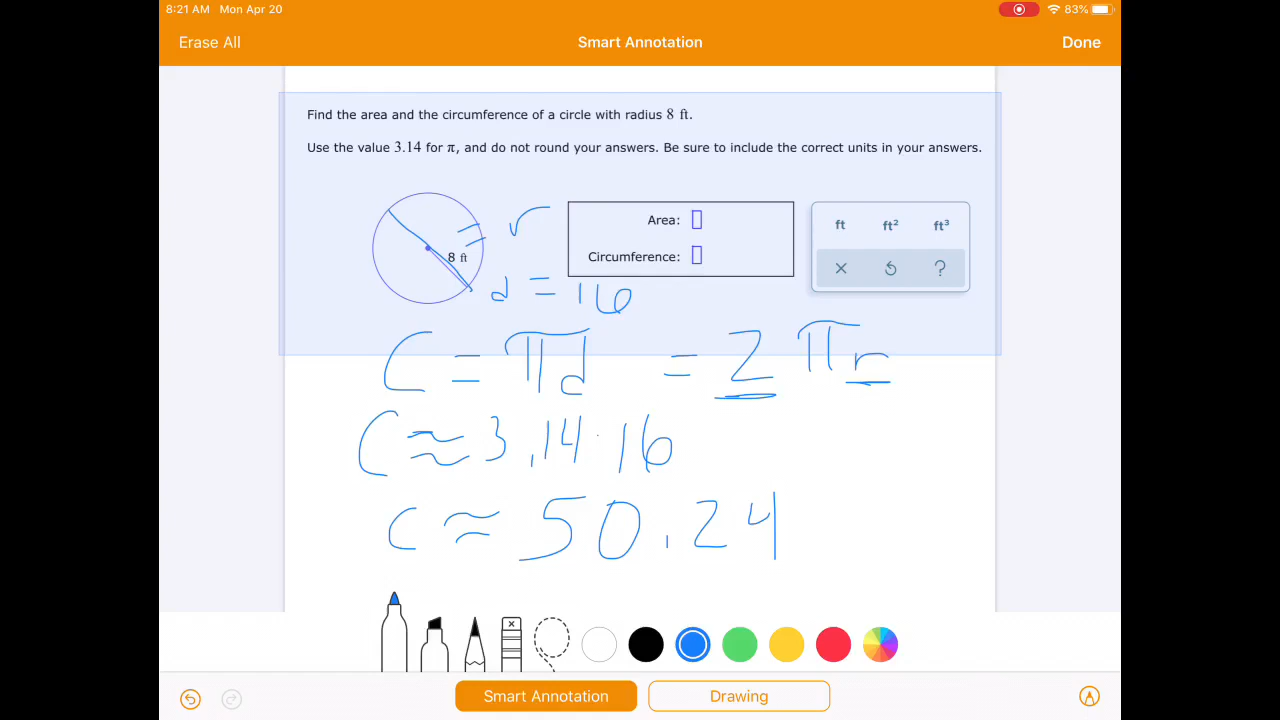 8:21 AM Mon Apr 20 83%
Erase All Smart Annotation Done
Find the area and the circumference of a circle with radius 8 ft.
Use the value 3.14 for π, and do not round your answers. Be sure to include the correct units in your answers.
8 ft
= r
d = 16
Area:
Circumference:
ft ft² ft³
× ?
C = πd = 2 πr
C ≈ 3.14 · 16
C ≈ 50.24
Smart Annotation Drawing